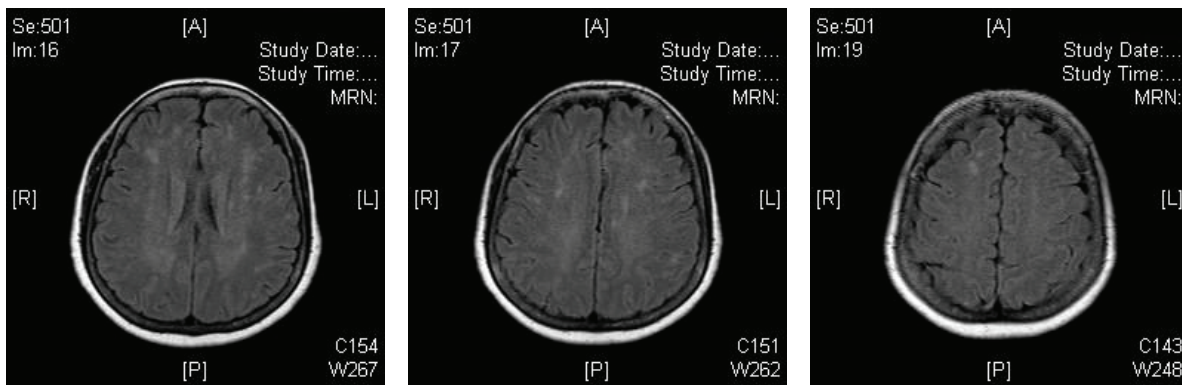 Se:501
[A]
Im:16
Study Date:...
Study Time:...
MRN:
[R]
[L]
C154
[P]
W267
Se:501
[A]
Im:17
Study Date:...
Study Time:...
MRN:
[R]
[L]
C151
[P]
W262
Se:501
[A]
Im:19
Study Date:...
Study Time:...
MRN:
[R]
[L]
C143
[P]
W248